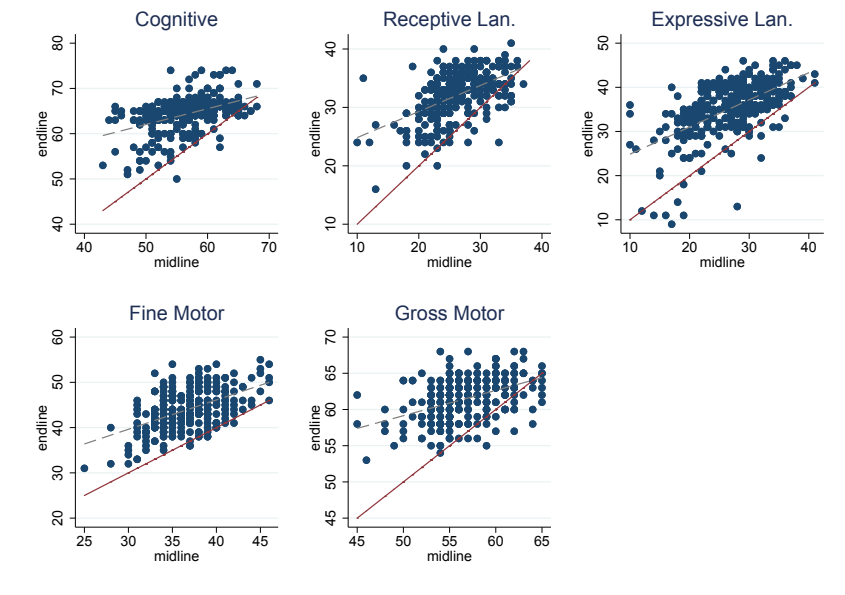 Cognitive
endline
80
70
60
50
40
40 50 60 70
midline
Receptive Lan.
endline
40
30
20
10
10 20 30 40
midline
Expressive Lan.
endline
50
40
30
20
10
10 20 30 40
midline
Fine Motor
endline
60
50
40
30
20
25 30 35 40 45
midline
Gross Motor
endline
70
65
60
55
50
45
45 50 55 60 65
midline